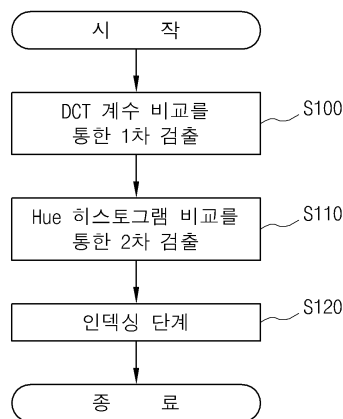 시 작
DCT 계수 비교를
통한 1차 검출
S100
Hue 히스토그램 비교를
통한 2차 검출
S110
인덱싱 단계
S120
종 료